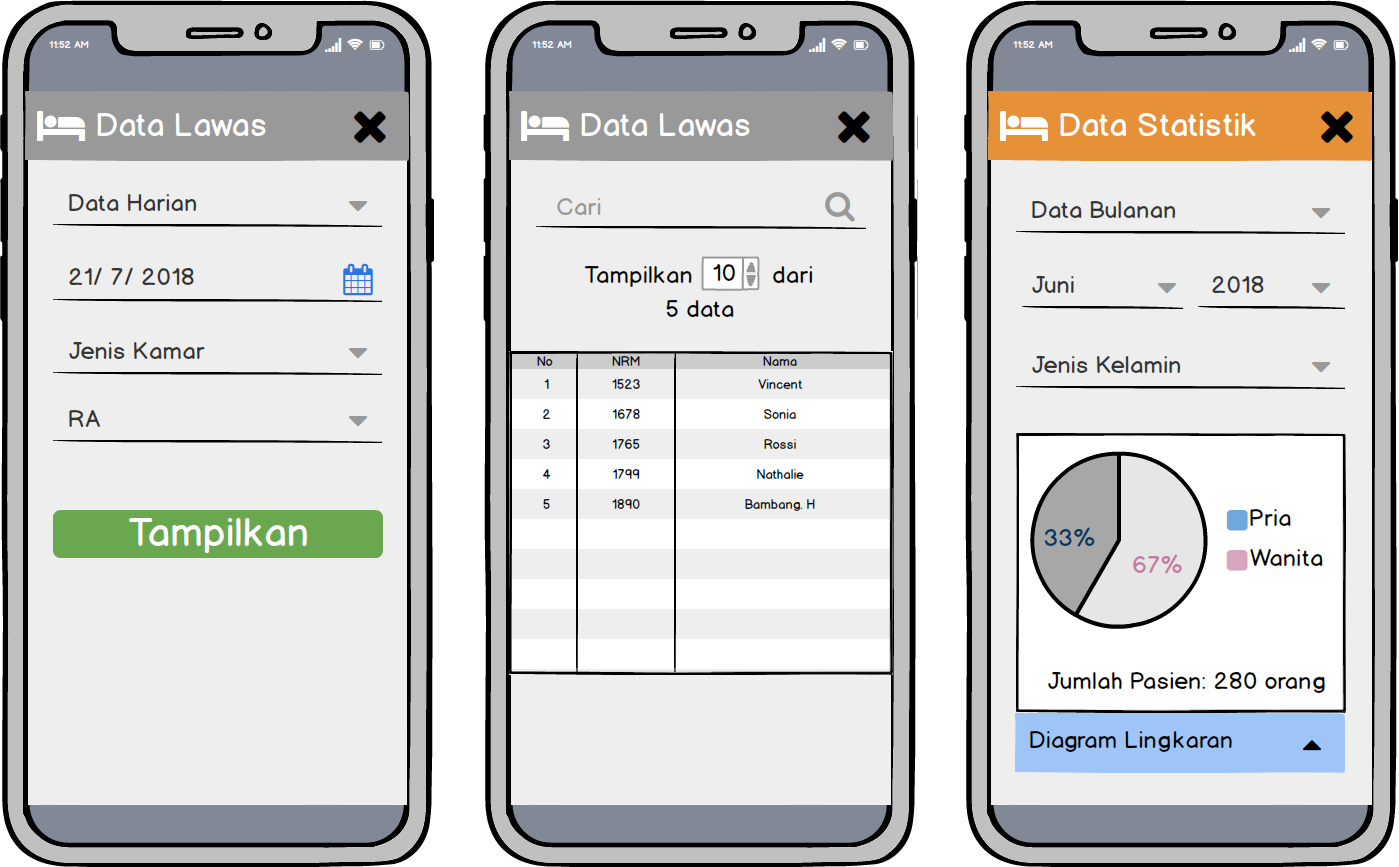 11:52 AM
Data Lawas
Data Harian
21/ 7/ 2018
Jenis Kamar
RA
Tampilkan
11:52 AM
Data Lawas
Cari
Tampilkan 10 dari
5 data
No NRM Nama
1 1523 Vincent
2 1678 Sonia
3 1765 Rossi
4 1799 Nathalie
5 1890 Bambang. H
11:52 AM
Data Statistik
Data Bulanan
Juni 2018
Jenis Kelamin
33%
67%
Pria
Wanita
Jumlah Pasien: 280 orang
Diagram Lingkaran